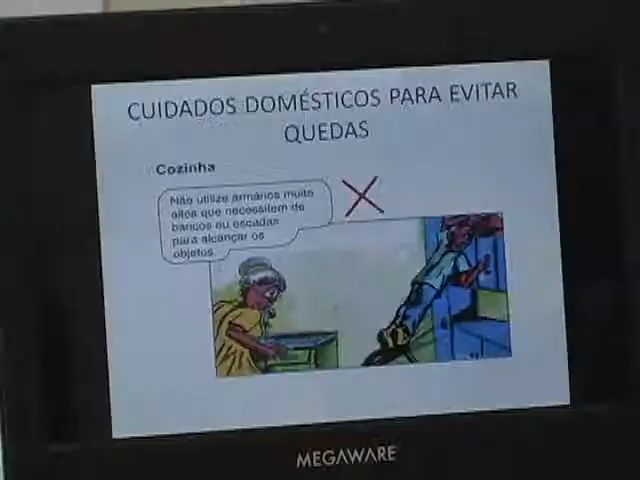 CUIDADOS DOMÉSTICOS PARA EVITAR
QUEDAS
Cozinha
Não utilize armários muito
altos que necessitem de
bancos ou escadas
para alcançar os
objetos
MEGAWARE